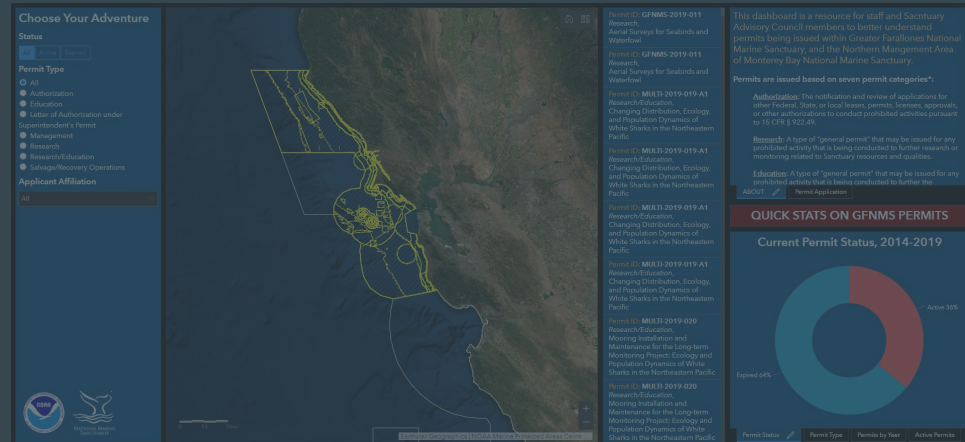 Choose Your Adventure
Status
All Active Expired
Permit Type
All
Authorization
Education
Letter of Authorization under
Superintendent's Permit
Management
Research
Research/Education
Salvage/Recovery Operations
Applicant Affiliation
All
NOAA
NATIONAL MARINE
SANCTUARIES
Permit ID: GFNMS-2019-011
Research,
Aerial Surveys for Seabirds and
Waterfowl
Permit ID: GFNMS-2019-011
Research,
Aerial Surveys for Seabirds and
Waterfowl
Permit ID: MULTI-2019-019-A1
Research/Education,
Changing Distribution, Ecology,
and Population Dynamics of
White Sharks in the Northeastern
Pacific
Permit ID: MULTI-2019-019-A1
Research/Education,
Changing Distribution, Ecology,
and Population Dynamics of
White Sharks in the Northeastern
Pacific
Permit ID: MULTI-2019-019-A1
Research/Education,
Changing Distribution, Ecology,
and Population Dynamics of
White Sharks in the Northeastern
Pacific
Permit ID: MULTI-2019-019-A1
Research/Education,
Changing Distribution, Ecology,
and Population Dynamics of
White Sharks in the Northeastern
Pacific
Permit ID: MULTI-2019-020
Research/Education,
Mooring Installation and
Maintenance for the Long-term
Monitoring Project: Ecology and
Population Dynamics of White
Sharks in the Northeastern Pacific
Permit ID: MULTI-2019-020
Research/Education,
Mooring Installation and
Maintenance for the Long-term
Monitoring Project: Ecology and
Population Dynamics of White
Sharks in the Northeastern Pacific
This dashboard is a resource for staff and Sacntuary
Advisory Council members to better understand
permits being issued within Greater Farallones National
Marine Sanctuary, and the Northern Mangement Area
of Monterey Bay National Marine Sanctuary.
Permits are issued based on seven permit categories*:
Authorization: The notification and review of applications for
other Federal, State, or local leases, permits, licenses, approvals,
or other authorizations to conduct prohibited activities pursuant
to 15 CFR § 922.49.
Research: A type of "general permit" that may be issued for any
prohibited activity that is being conducted to further research or
monitoring related to Sanctuary resources and qualities.
Education: A type of "general permit" that may be issued for any
prohibited activity that is being conducted to further the
ABOUT Permit Application
QUICK STATS ON GFNMS PERMITS
Current Permit Status, 2014-2019
Active 36%
Expired 64%
Permit Status Permit Type Permits by Year Active Permits